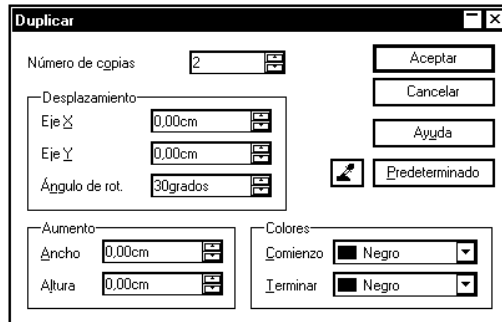 Duplicar
Número de copias 2
Aceptar
Cancelar
Ayuda
Predeterminado
Desplazamiento
Eje X 0,00cm
Eje Y 0,00cm
Ángulo de rot. 30grados
Aumento
Ancho 0,00cm
Altura 0,00cm
Colores
Comienzo Negro
Terminar Negro